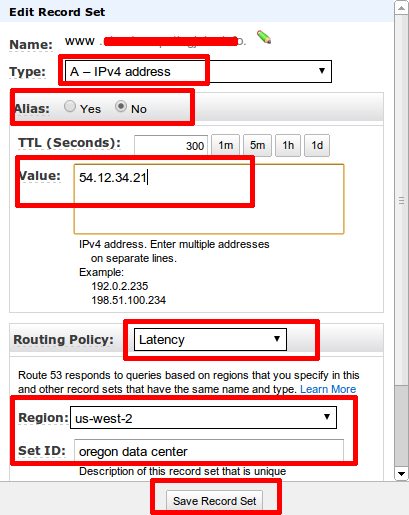 Edit Record Set
Name: www .
Type: A – IPv4 address
Alias: Yes No
TTL (Seconds): 300 1m 5m 1h 1d
Value: 54.12.34.21
IPv4 address. Enter multiple addresses
on separate lines.
Example:
192.0.2.235
198.51.100.234
Routing Policy: Latency
Route 53 responds to queries based on regions that you specify in this
and other record sets that have the same name and type. Learn More
Region: us-west-2
Set ID: oregon data center
Description of this record set that is unique
Save Record Set